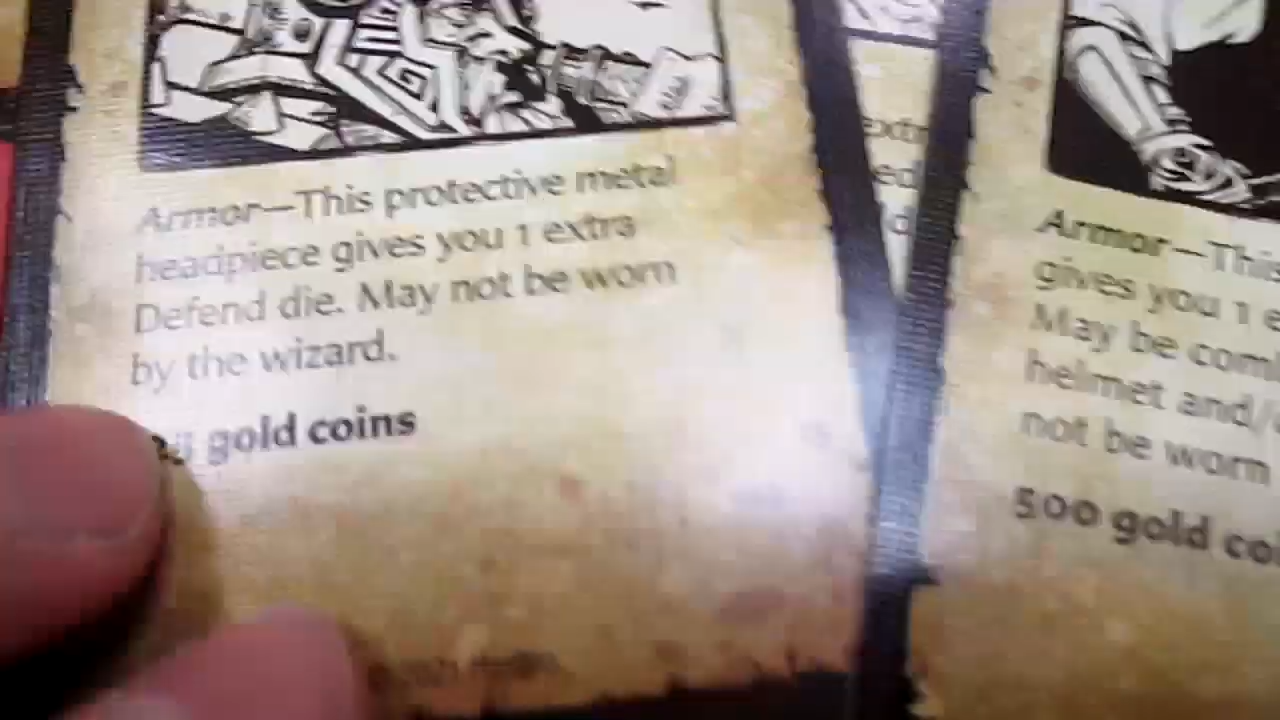 Armor—This protective metal
headpiece gives you 1 extra
Defend die. May not be worn
by the wizard.
gold coins
Armor—This
gives you 1 e
May be com
helmet and/
not be worn
500 gold co